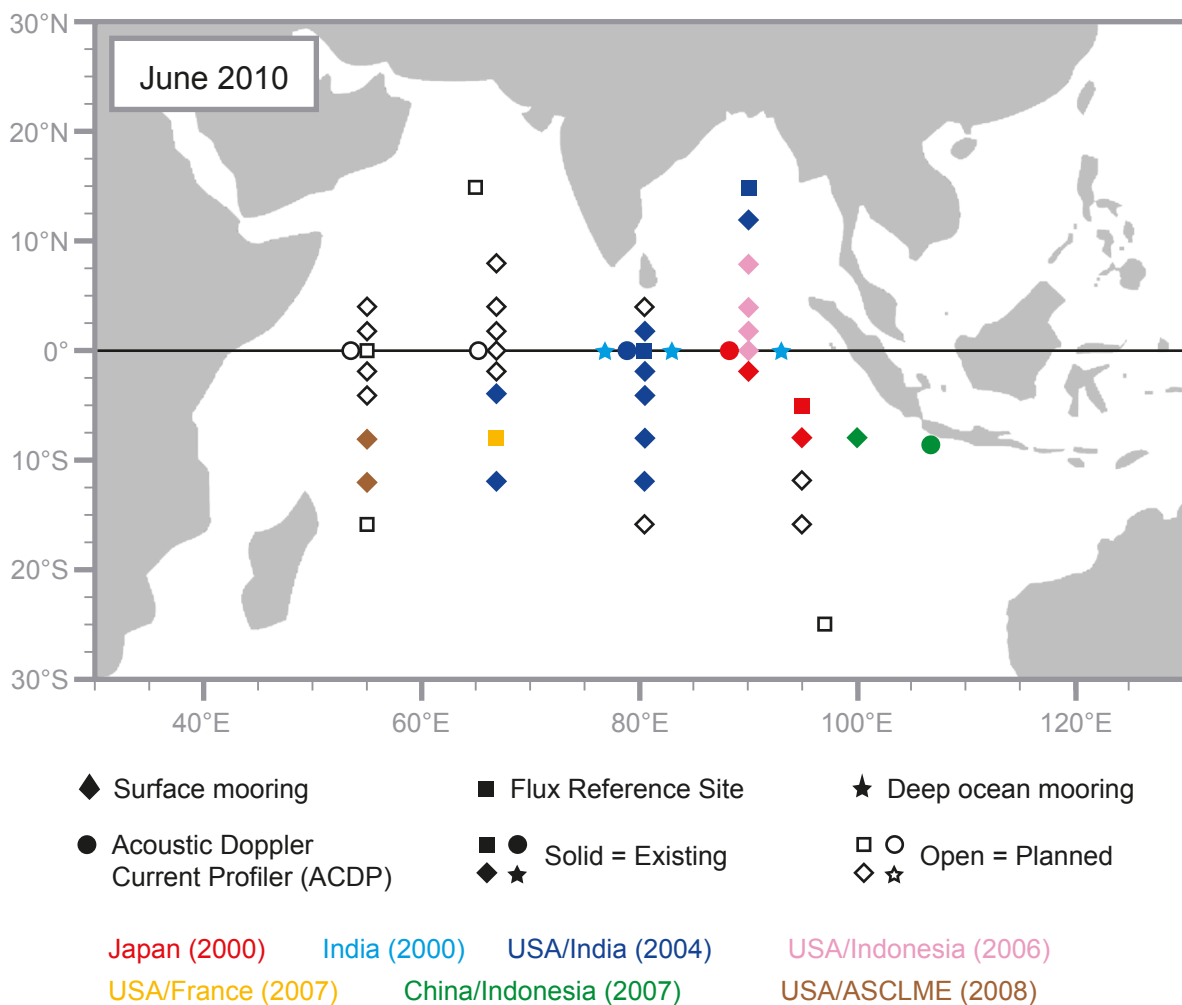 30°N
June 2010
20°N
10°N
0°
10°S
20°S
30°S
40°E 60°E 80°E 100°E 120°E
Surface mooring Flux Reference Site Deep ocean mooring
Acoustic Doppler
Current Profiler (ACDP) Solid = Existing Open = Planned
Japan (2000) India (2000) USA/India (2004) USA/Indonesia (2006)
USA/France (2007) China/Indonesia (2007) USA/ASCLME (2008)